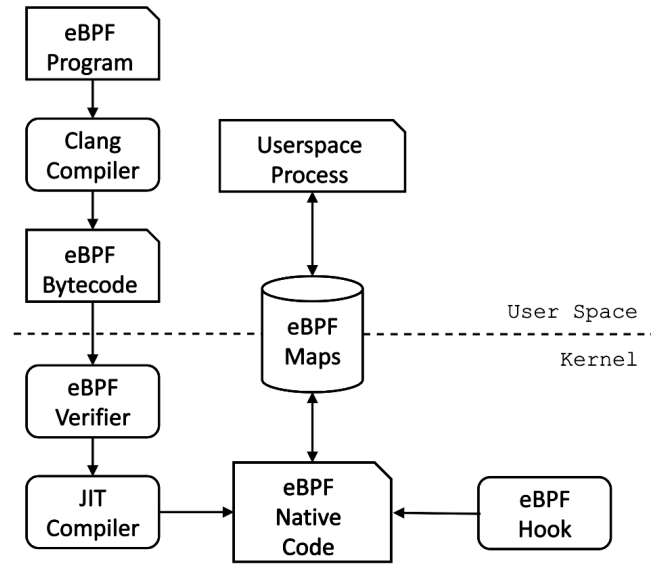 eBPF
Program
Clang
Compiler
Userspace
Process
eBPF
Bytecode
eBPF
Maps
User Space
Kernel
eBPF
Verifier
JIT
Compiler
eBPF
Native
Code
eBPF
Hook